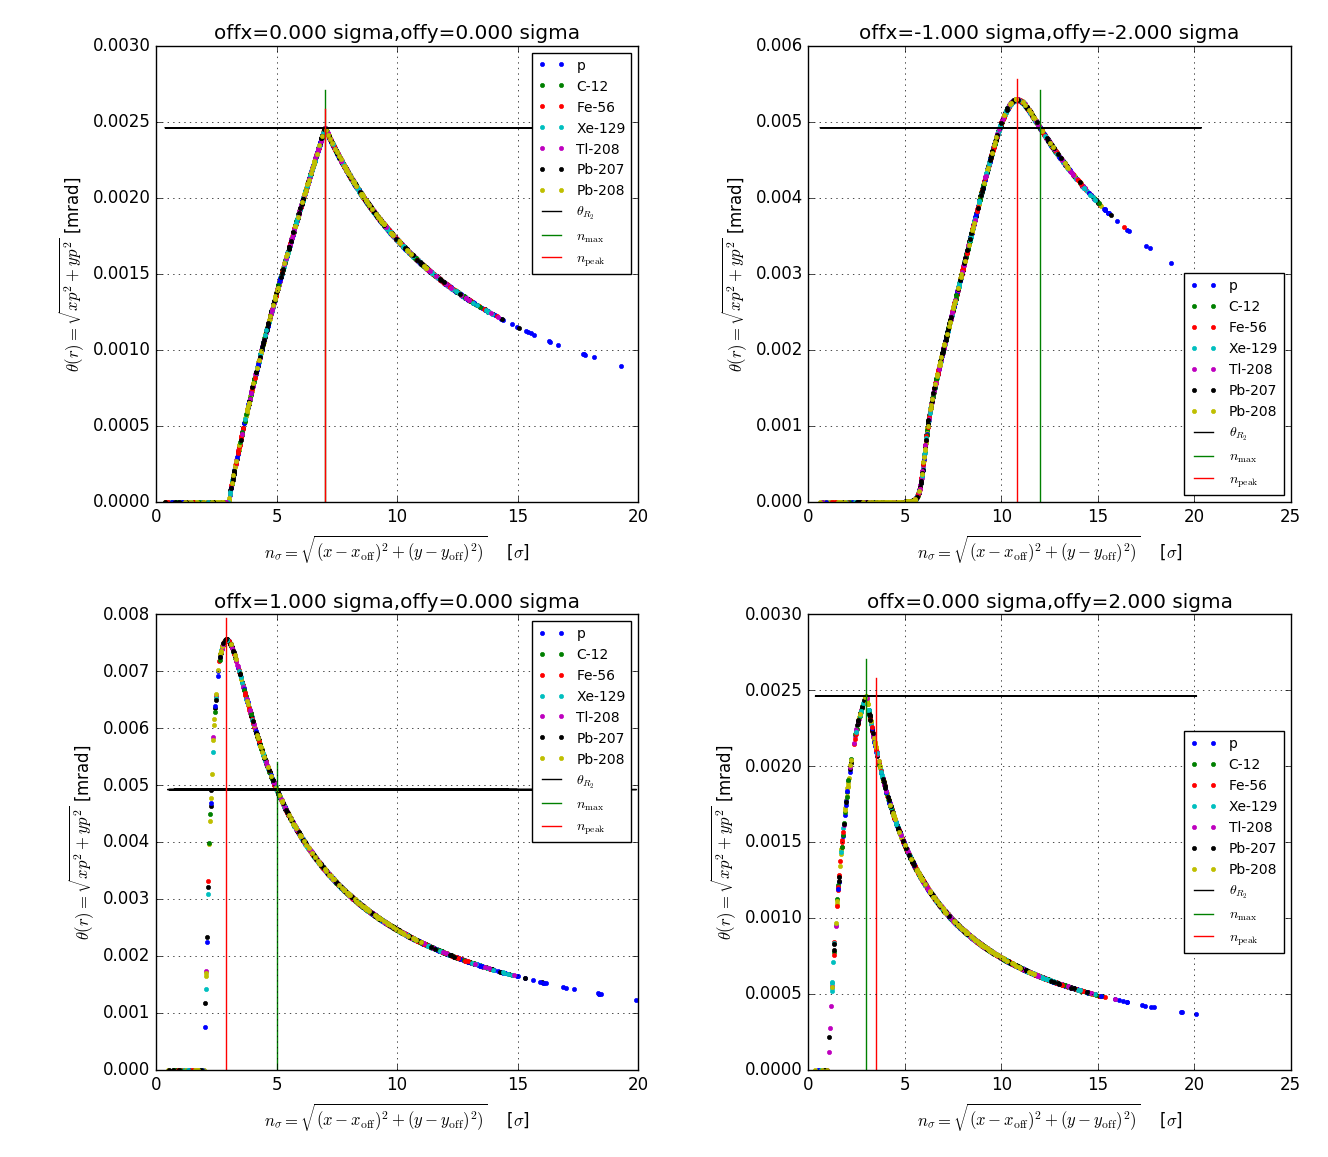 offx=0.000 sigma,offy=0.000 sigma
0.0030
0.0025
0.0020
0.0015
0.0010
0.0005
0.0000
θ(r) = √xp² + yp² [mrad]
p
C-12
Fe-56
Xe-129
Tl-208
Pb-207
Pb-208
θ_R₂
n_max
n_peak
0 5 10 15 20
n_σ = √(x − x_off)² + (y − y_off)²) [σ]
offx=-1.000 sigma,offy=-2.000 sigma
0.006
0.005
0.004
0.003
0.002
0.001
0.000
θ(r) = √xp² + yp² [mrad]
p
C-12
Fe-56
Xe-129
Tl-208
Pb-207
Pb-208
θ_R₂
n_max
n_peak
0 5 10 15 20 25
n_σ = √(x − x_off)² + (y − y_off)²) [σ]
offx=1.000 sigma,offy=0.000 sigma
0.008
0.007
0.006
0.005
0.004
0.003
0.002
0.001
0.000
θ(r) = √xp² + yp² [mrad]
p
C-12
Fe-56
Xe-129
Tl-208
Pb-207
Pb-208
θ_R₂
n_max
n_peak
0 5 10 15 20
n_σ = √(x − x_off)² + (y − y_off)²) [σ]
offx=0.000 sigma,offy=2.000 sigma
0.0030
0.0025
0.0020
0.0015
0.0010
0.0005
0.0000
θ(r) = √xp² + yp² [mrad]
p
C-12
Fe-56
Xe-129
Tl-208
Pb-207
Pb-208
θ_R₂
n_max
n_peak
0 5 10 15 20 25
n_σ = √(x − x_off)² + (y − y_off)²) [σ]